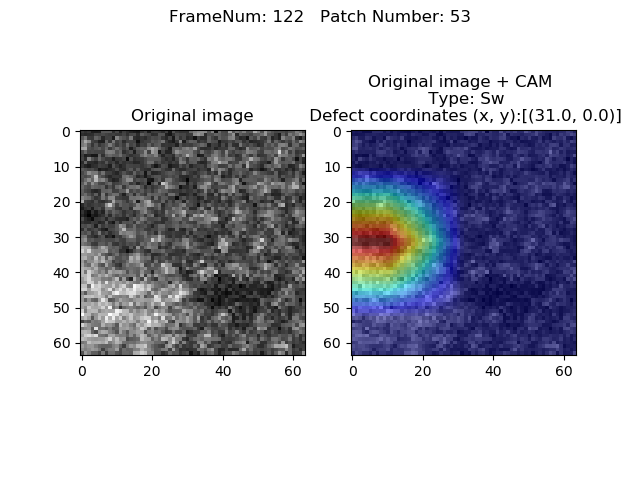 FrameNum: 122   Patch Number: 53
Original image
Original image + CAM
Type: Sw
Defect coordinates (x, y):[(31.0, 0.0)]
0
10
20
30
40
50
60
0 20 40 60
0
10
20
30
40
50
60
0 20 40 60